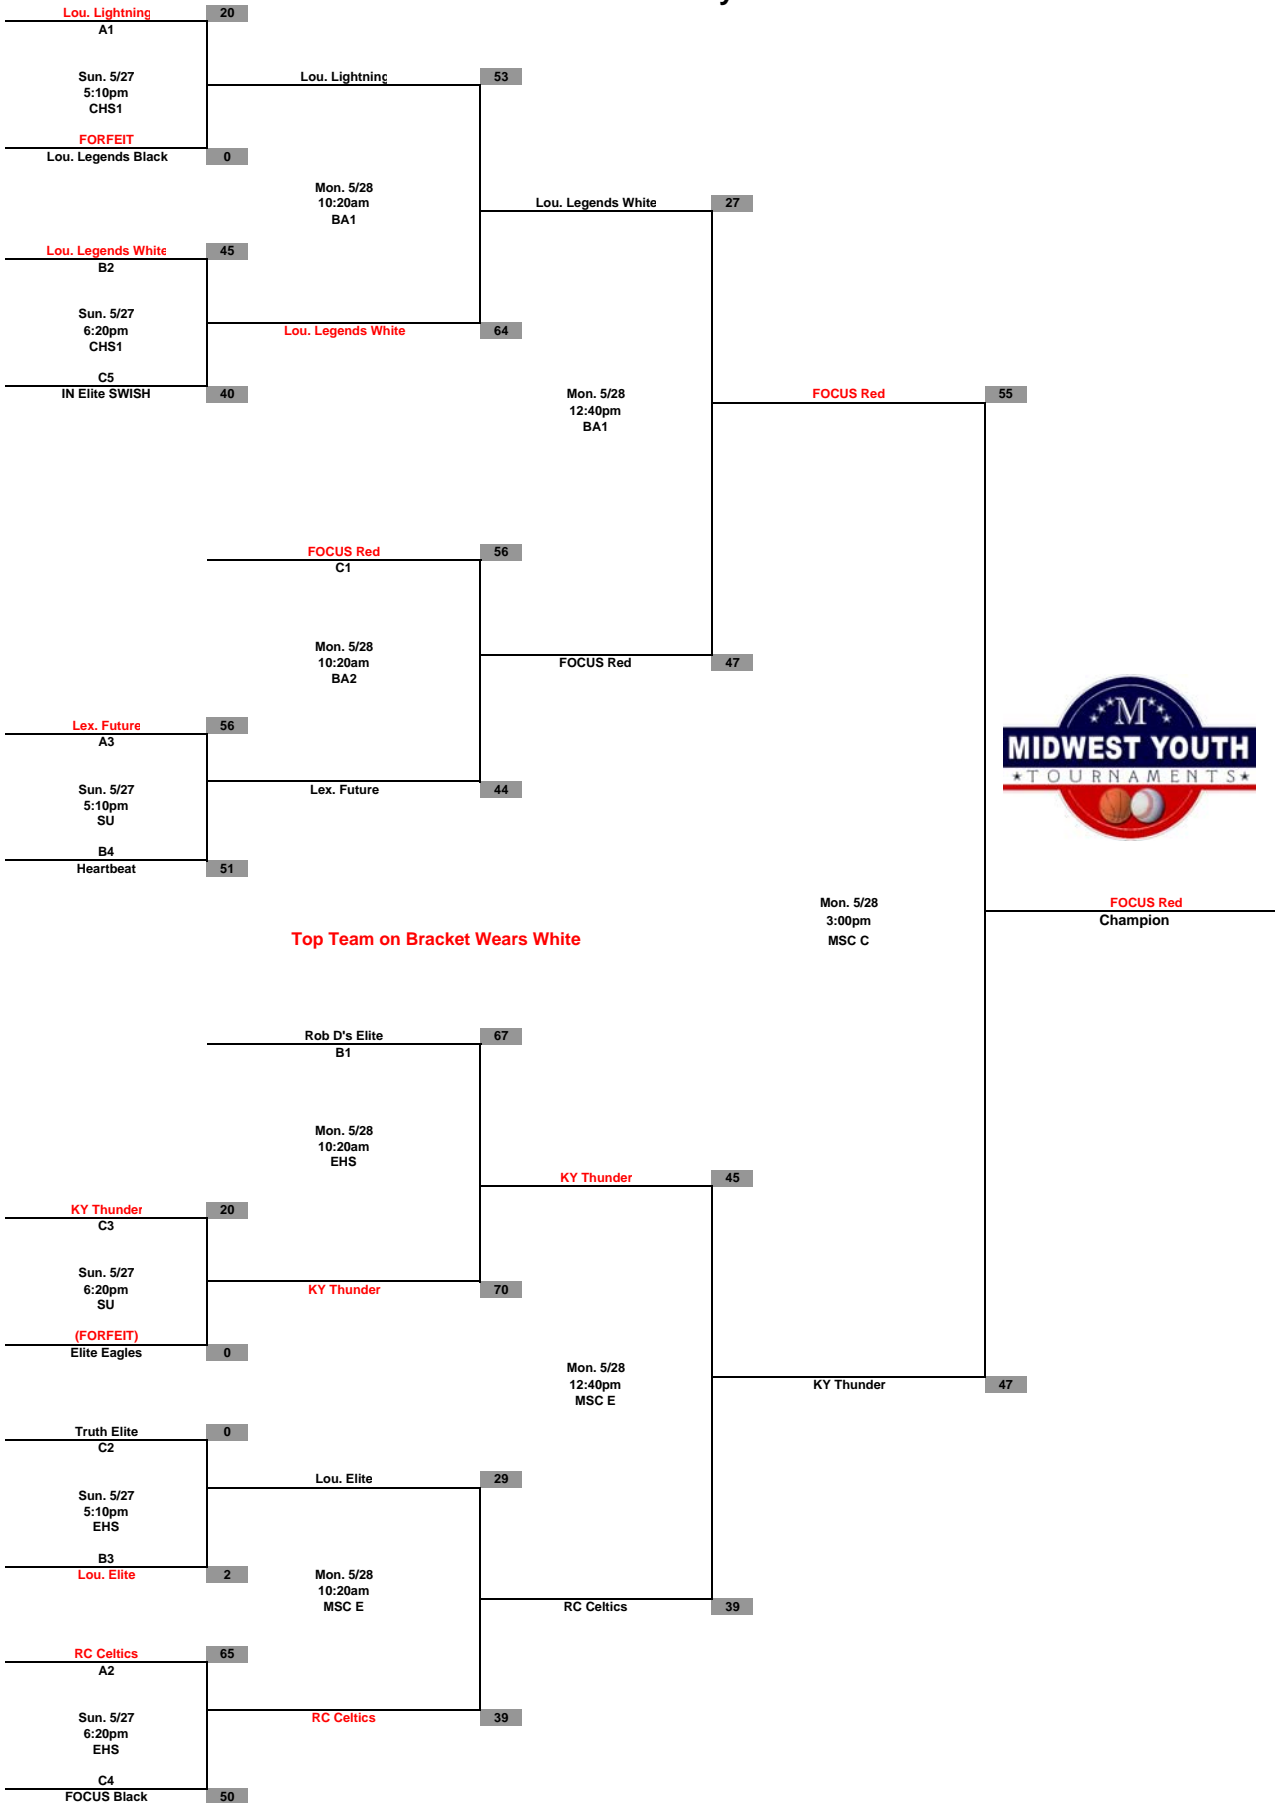 Lou. Lightning 20
A1
Sun. 5/27
5:10pm
CHS1
FORFEIT
Lou. Legends Black 0
Lou. Lightning 53
Mon. 5/28
10:20am
BA1
Lou. Legends White 45
B2
Sun. 5/27
6:20pm
CHS1
C5
IN Elite SWISH 40
Lou. Legends White 64
Lou. Legends White 27
Mon. 5/28
12:40pm
BA1
FOCUS Red 55
FOCUS Red 56
C1
Mon. 5/28
10:20am
BA2
FOCUS Red 47
Lex. Future 56
A3
Sun. 5/27
5:10pm
SU
B4
Heartbeat 51
Lex. Future 44
M
MIDWEST YOUTH
TOURNAMENTS
Mon. 5/28
3:00pm
MSC C
FOCUS Red
Champion
Top Team on Bracket Wears White
Rob D's Elite 67
B1
Mon. 5/28
10:20am
EHS
KY Thunder 45
KY Thunder 20
C3
Sun. 5/27
6:20pm
SU
(FORFEIT)
Elite Eagles 0
KY Thunder 70
Mon. 5/28
12:40pm
MSC E
KY Thunder 47
Truth Elite 0
C2
Sun. 5/27
5:10pm
EHS
B3
Lou. Elite 2
Lou. Elite 29
Mon. 5/28
10:20am
MSC E
RC Celtics 39
RC Celtics 65
A2
Sun. 5/27
6:20pm
EHS
C4
FOCUS Black 50
RC Celtics 39